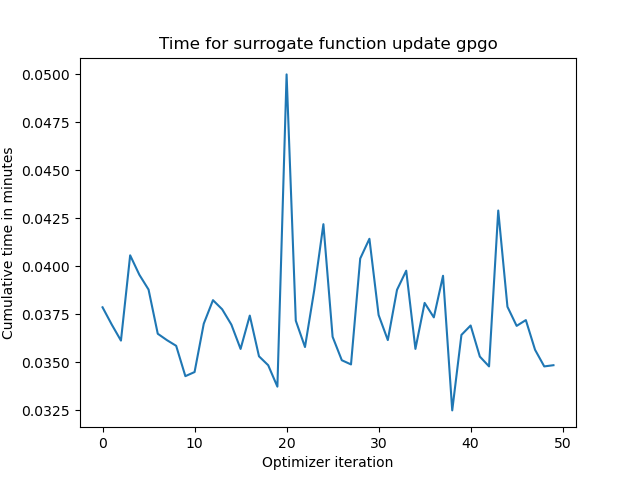 Time for surrogate function update gpgo
Cumulative time in minutes
0.0500
0.0475
0.0450
0.0425
0.0400
0.0375
0.0350
0.0325
0 10 20 30 40 50
Optimizer iteration